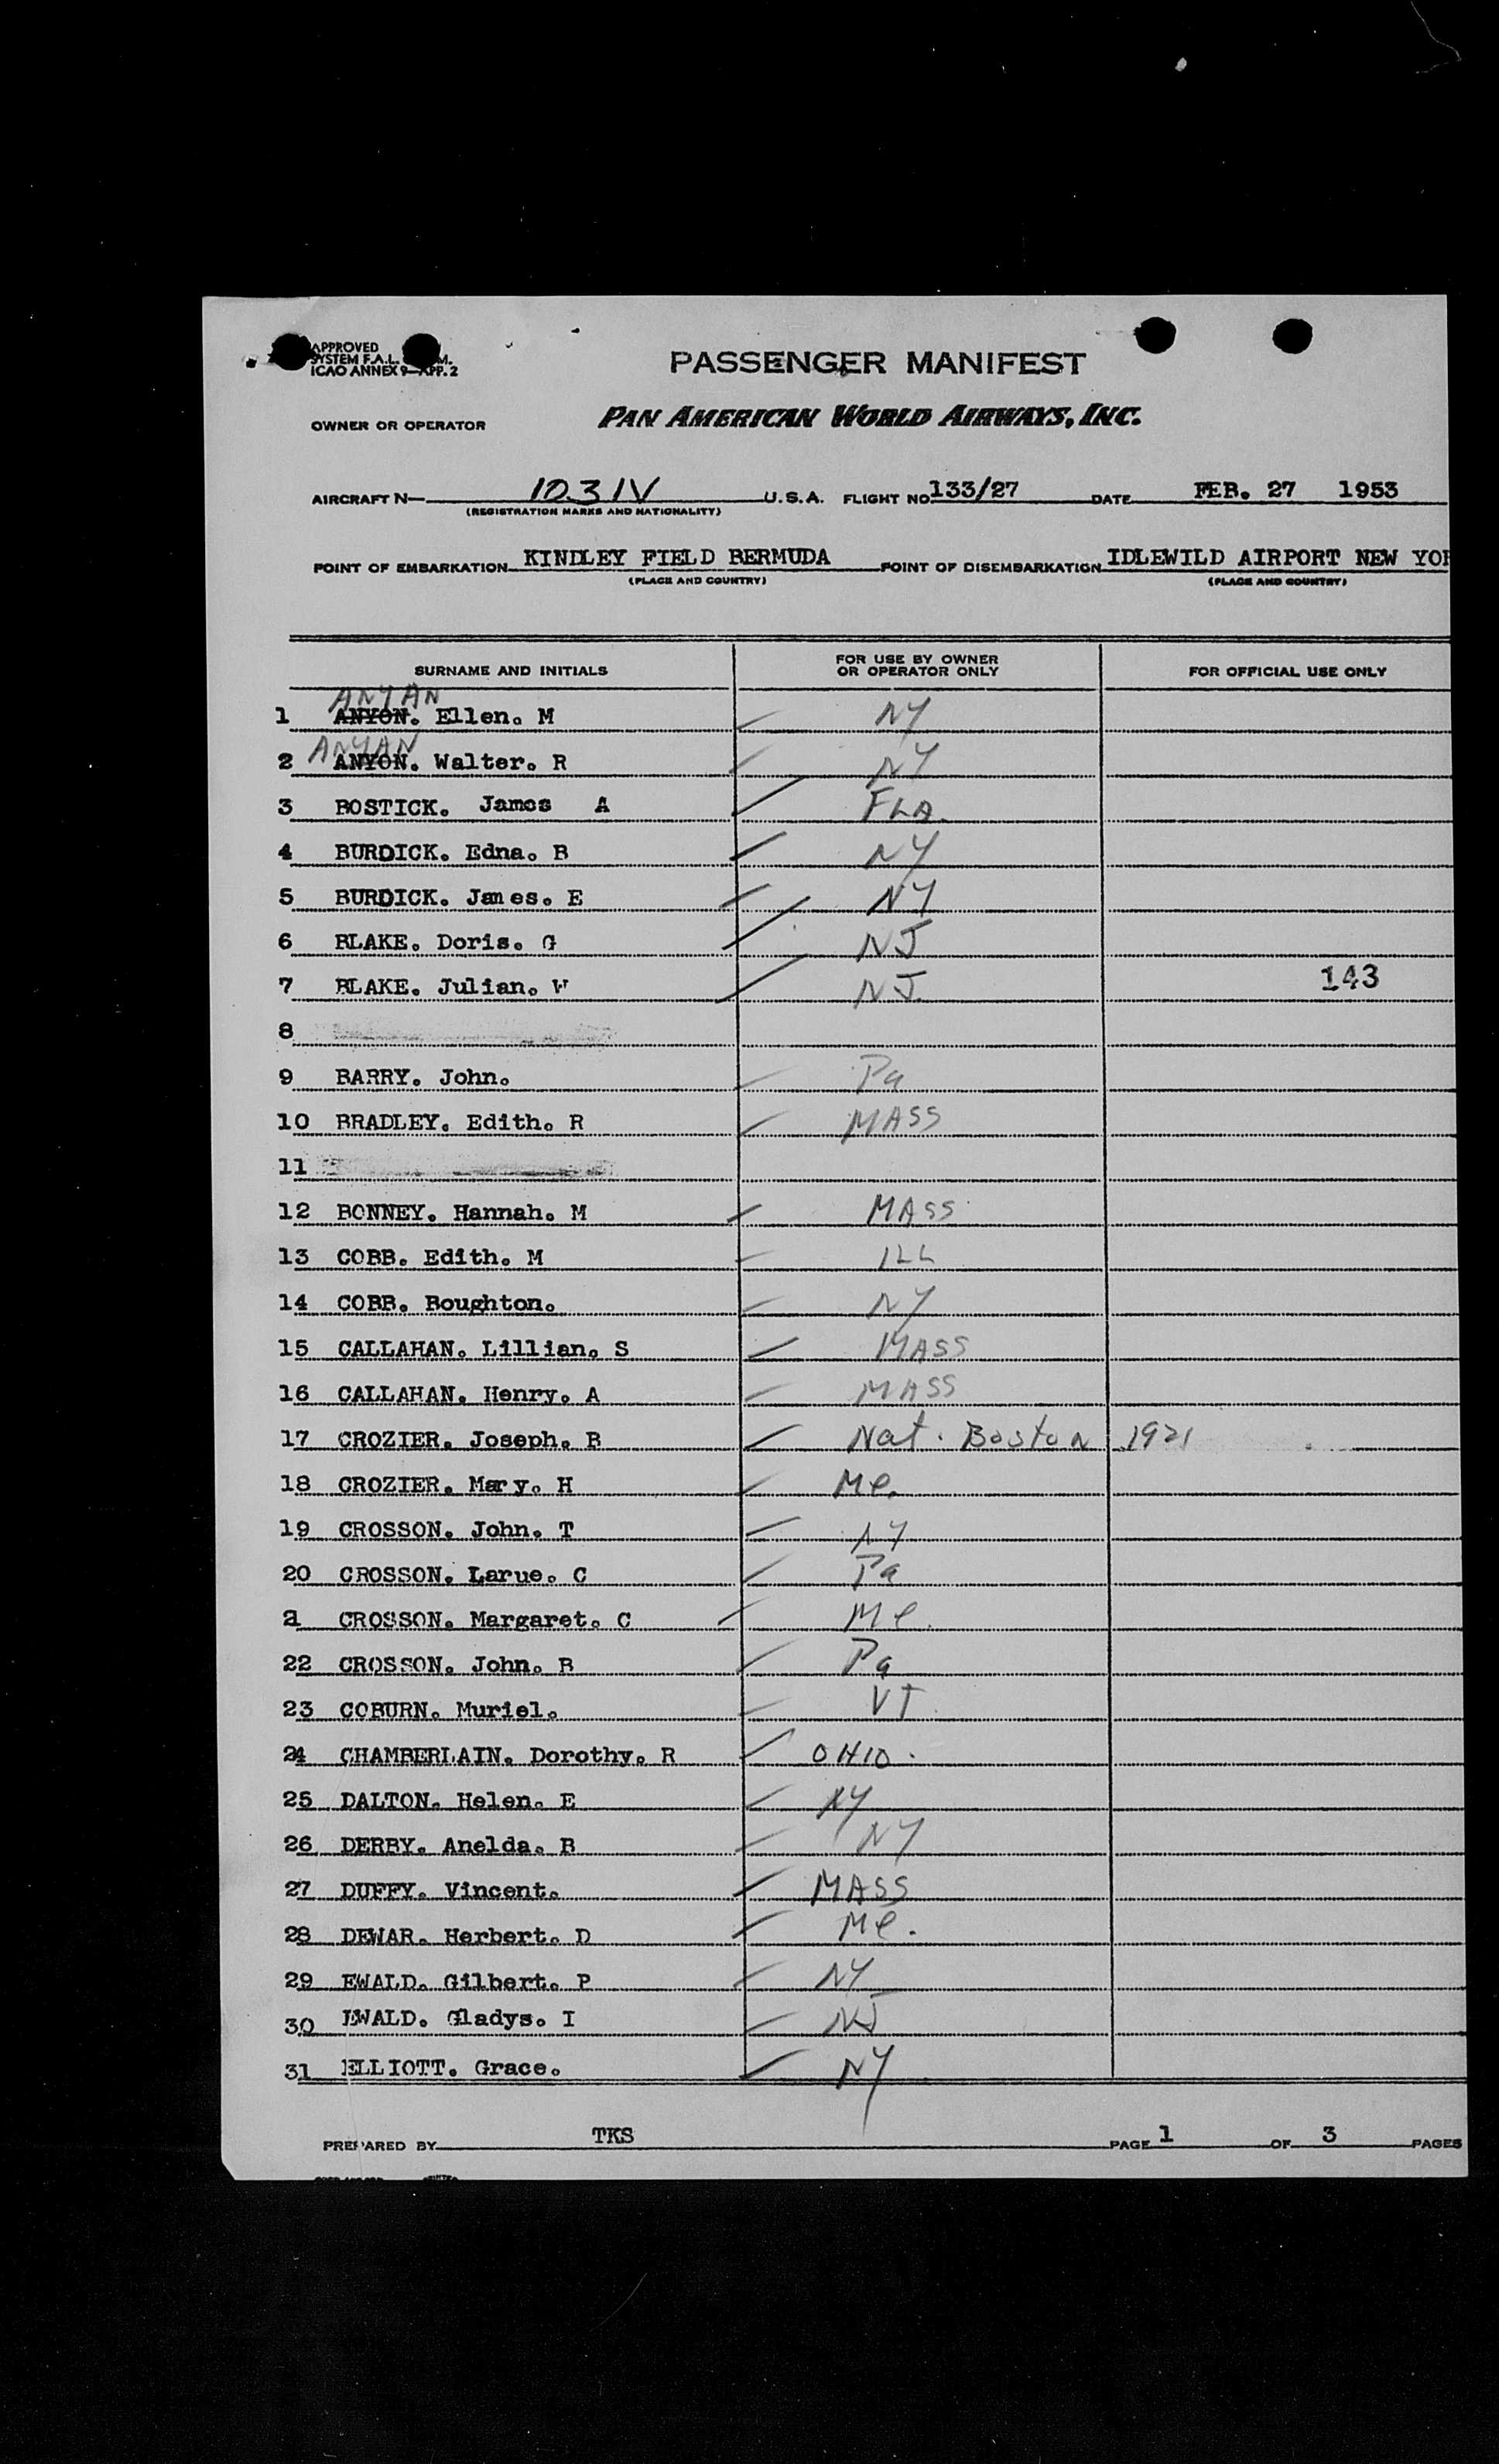 APPROVED
SYSTEM F.A.L. M.
ICAO ANNEX 9—APP. 2
PASSENGER MANIFEST
OWNER OR OPERATOR PAN AMERICAN WORLD AIRWAYS, INC.
AIRCRAFT N— 1031V U.S.A. FLIGHT NO 133/27 DATE FEB. 27 1953
(REGISTRATION MARKS AND NATIONALITY)
POINT OF EMBARKATION KINDLEY FIELD BERMUDA POINT OF DISEMBARKATION IDLEWILD AIRPORT NEW YOR
(PLACE AND COUNTRY) (PLACE AND COUNTRY)
SURNAME AND INITIALS FOR USE BY OWNER OR OPERATOR ONLY FOR OFFICIAL USE ONLY
ANYAN
1 ANYON. Ellen. M NY
ANYAN
2 ANYON. Walter. R NY
3 BOSTICK. James A FLA.
4 BURDICK. Edna. B NY
5 BURDICK. James. E NY
6 BLAKE. Doris. G NJ
7 BLAKE. Julian. W NJ. 143
8
9 BARRY. John. Pa
10 BRADLEY. Edith. R MASS
11
12 BONNEY. Hannah. M MASS
13 COBB. Edith. M ILL
14 COBB. Boughton. NY
15 CALLAHAN. Lillian. S MASS
16 CALLAHAN. Henry. A MASS
17 CROZIER. Joseph. B Nat. Boston 1921
18 CROZIER. Mary. H Me.
19 CROSSON. John. T NY
20 CROSSON. Larue. C Pa
2l CROSSON. Margaret. C Me.
22 CROSSON. John. B Pa
23 COBURN. Muriel. VT
24 CHAMBERLAIN. Dorothy. R OHIO.
25 DALTON. Helen. E NY
26 DERBY. Anelda. B NY
27 DUFFY. Vincent. MASS
28 DEWAR. Herbert. D Me.
29 EWALD. Gilbert. P NY
30 EWALD. Gladys. I NJ
31 ELLIOTT. Grace. NY
PREPARED BY TKS PAGE 1 OF 3 PAGES